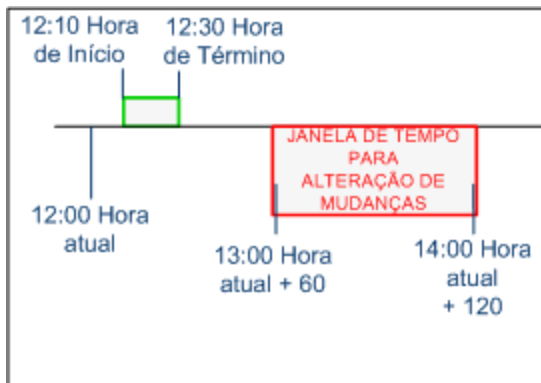 12:10 Hora
de Início
12:30 Hora
de Término
JANELA DE TEMPO
PARA
ALTERAÇÃO DE
MUDANÇAS
12:00 Hora
atual
13:00 Hora
atual + 60
14:00 Hora
atual
+ 120